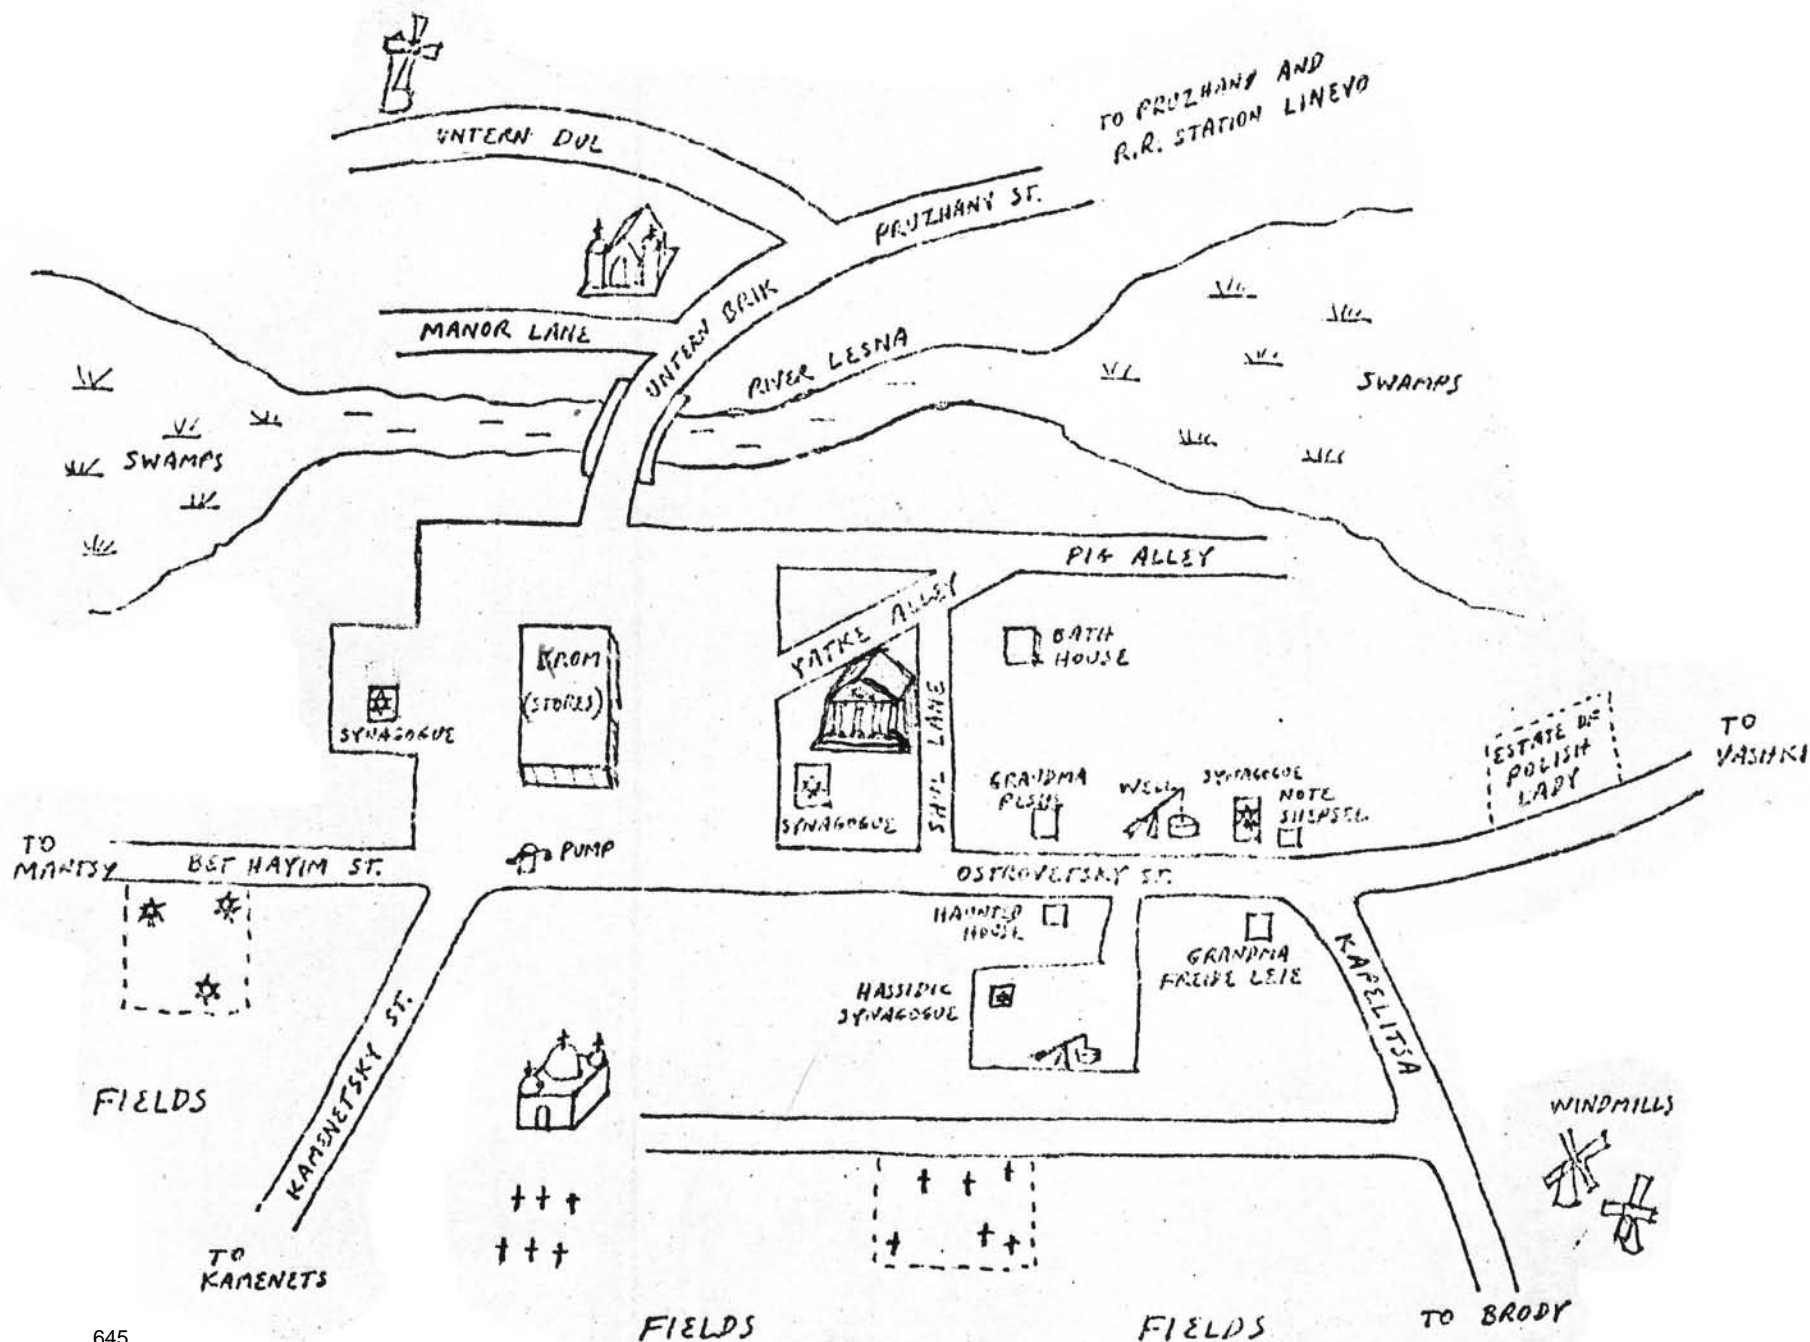 UNTERN DUL
TO PRUZHANY AND
R.R. STATION LINEVO
PRUZHANY ST.
MANOR LANE
UNTERN BRIK
RIVER LESNA
SWAMPS
SWAMPS
PIG ALLEY
YATKE ALLEY
KROM
(STORES)
BATH
HOUSE
SYNAGOGUE
SHUL LANE
SYNAGOGUE
GRANDMA
WELL
SYNAGOGUE
NOTE
SHEPSEL
ESTATE OF
POLISH
LADY
TO
VASHKI
TO
MARTSY
BET HAYIM ST.
PUMP
OSTROVETSKY ST.
HAUNTED
HOUSE
GRANDMA
FREIDE LEIE
HASSIDIC
SYNAGOGUE
KAPELITSA
KAMENETSKY ST.
FIELDS
WINDMILLS
TO
KAMENETS
FIELDS
FIELDS
TO BRODY
645